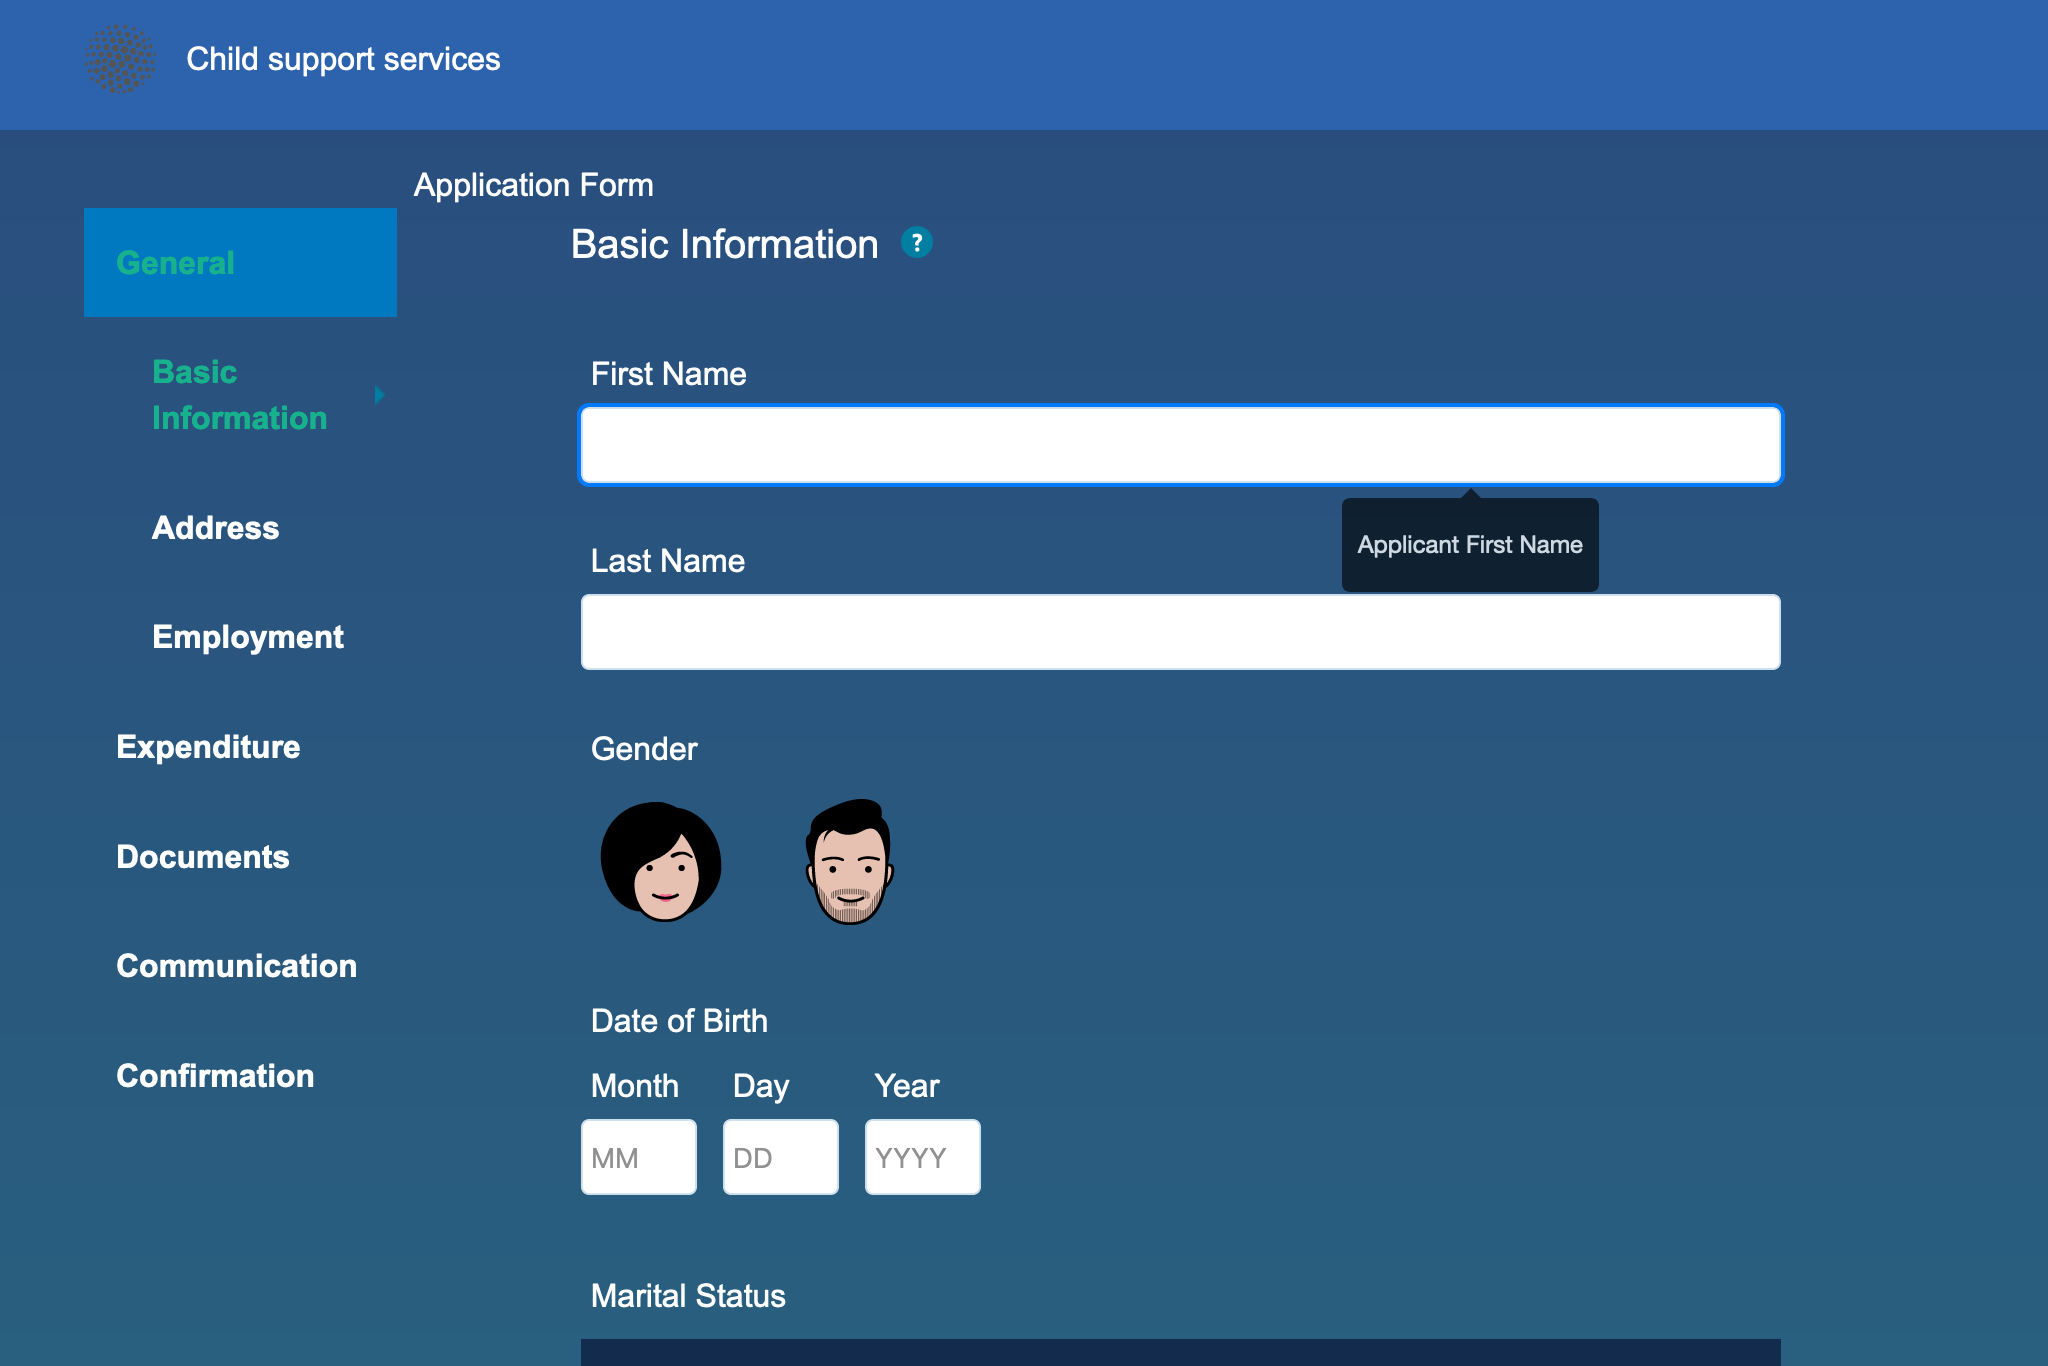 Child support services
Application Form
General
Basic
Information
Address
Employment
Expenditure
Documents
Communication
Confirmation
Basic Information ?
First Name
Applicant First Name
Last Name
Gender
Date of Birth
Month Day Year
MM DD YYYY
Marital Status